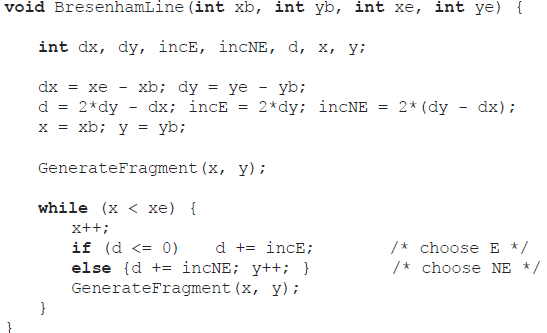 void BresenhamLine(int xb, int yb, int xe, int ye) {
int dx, dy, incE, incNE, d, x, y;
dx = xe - xb; dy = ye - yb;
d = 2*dy - dx; incE = 2*dy; incNE = 2*(dy - dx);
x = xb; y = yb;
GenerateFragment(x, y);
while (x < xe) {
x++;
if (d <= 0) d += incE; /* choose E */
else {d += incNE; y++; } /* choose NE */
GenerateFragment(x, y);
}
}